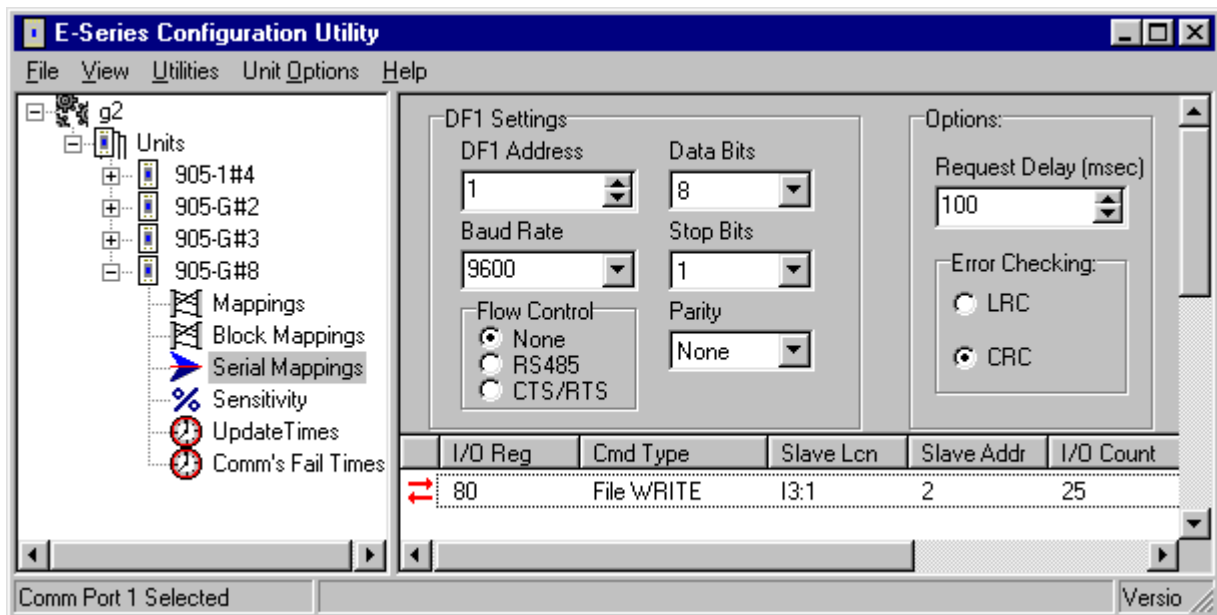 E-Series Configuration Utility
File View Utilities Unit Options Help
g2
Units
905-1#4
905-G#2
905-G#3
905-G#8
Mappings
Block Mappings
Serial Mappings
Sensitivity
UpdateTimes
Comm's Fail Times
DF1 Settings
DF1 Address Data Bits
1 8
Baud Rate Stop Bits
9600 1
Flow Control Parity
None None
RS485
CTS/RTS
Options:
Request Delay (msec)
100
Error Checking:
LRC
CRC
I/O Reg Cmd Type Slave Lcn Slave Addr I/O Count
80 File WRITE I3:1 2 25
Comm Port 1 Selected Versio